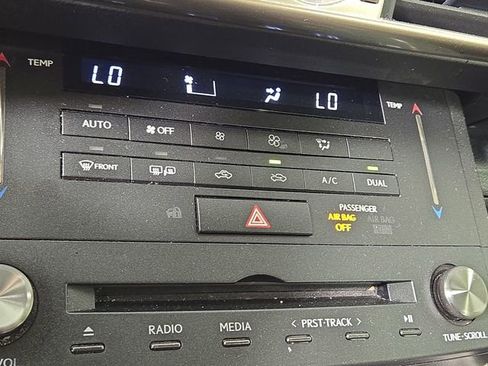 TEMP LO LO TEMP
AUTO OFF
FRONT A/C DUAL
PASSENGER
AIR BAG AIR BAG
OFF
RADIO MEDIA < PRST·TRACK >
VOL TUNE·SCROLL